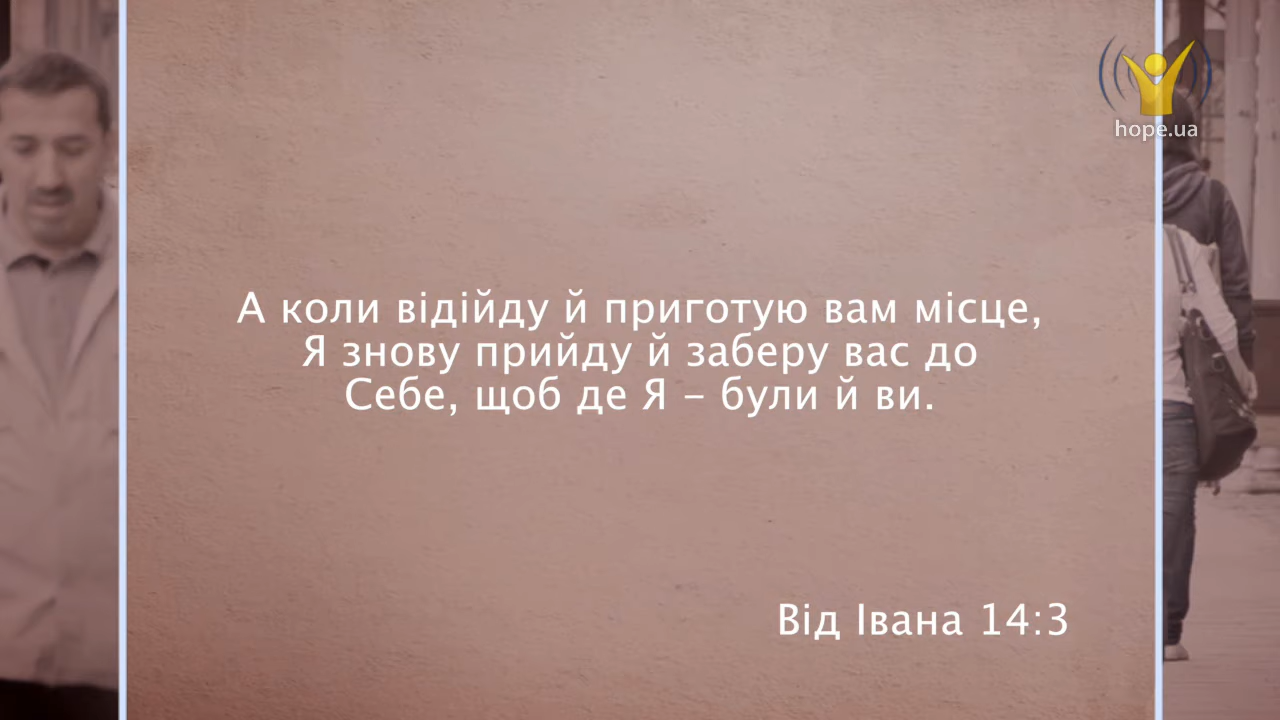 hope.ua
А коли відійду й приготую вам місце,
Я знову прийду й заберу вас до
Себе, щоб де Я – були й ви.
Від Івана 14:3